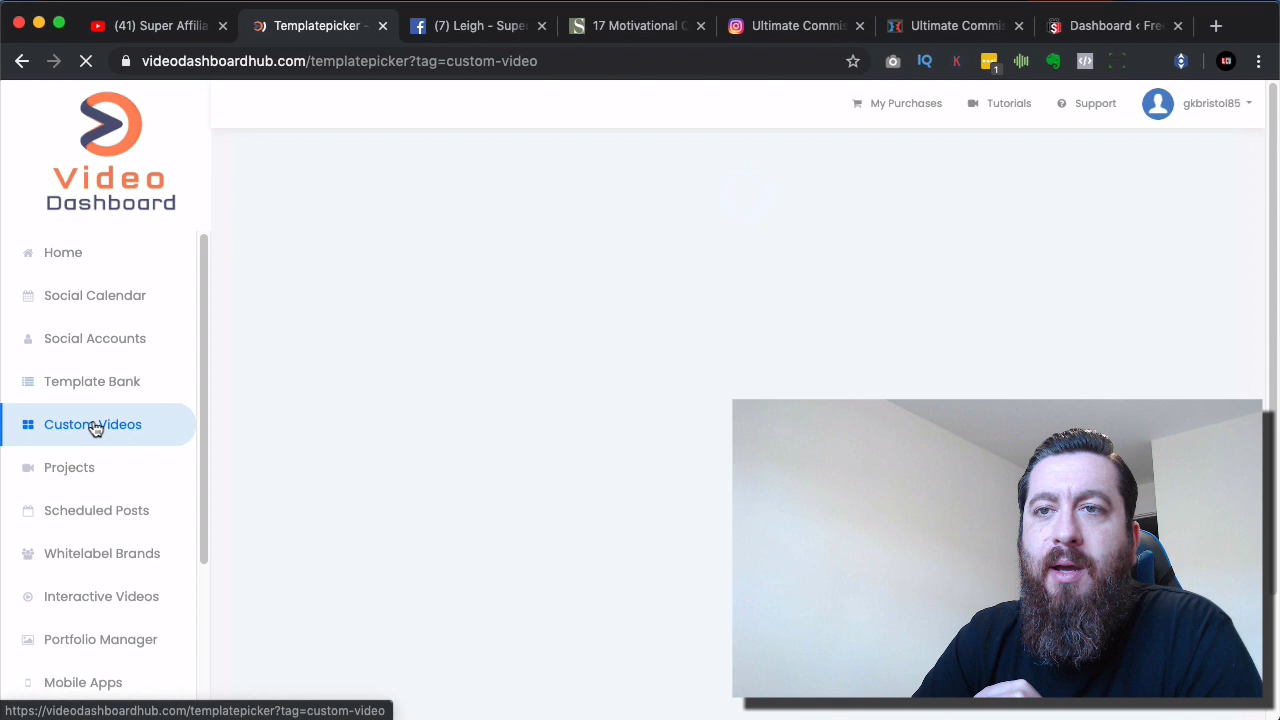 (41) Super Affilia
Templatepicker -
(7) Leigh - Supe
17 Motivational Q
Ultimate Commis
Ultimate Commis
Dashboard ‹ Free
videodashboardhub.com/templatepicker?tag=custom-video
IQ
K
1
My Purchases
Tutorials
Support
gkbristol85
Video
Dashboard
Home
Social Calendar
Social Accounts
Template Bank
Custom Videos
Projects
Scheduled Posts
Whitelabel Brands
Interactive Videos
Portfolio Manager
Mobile Apps
https://videodashboardhub.com/templatepicker?tag=custom-video